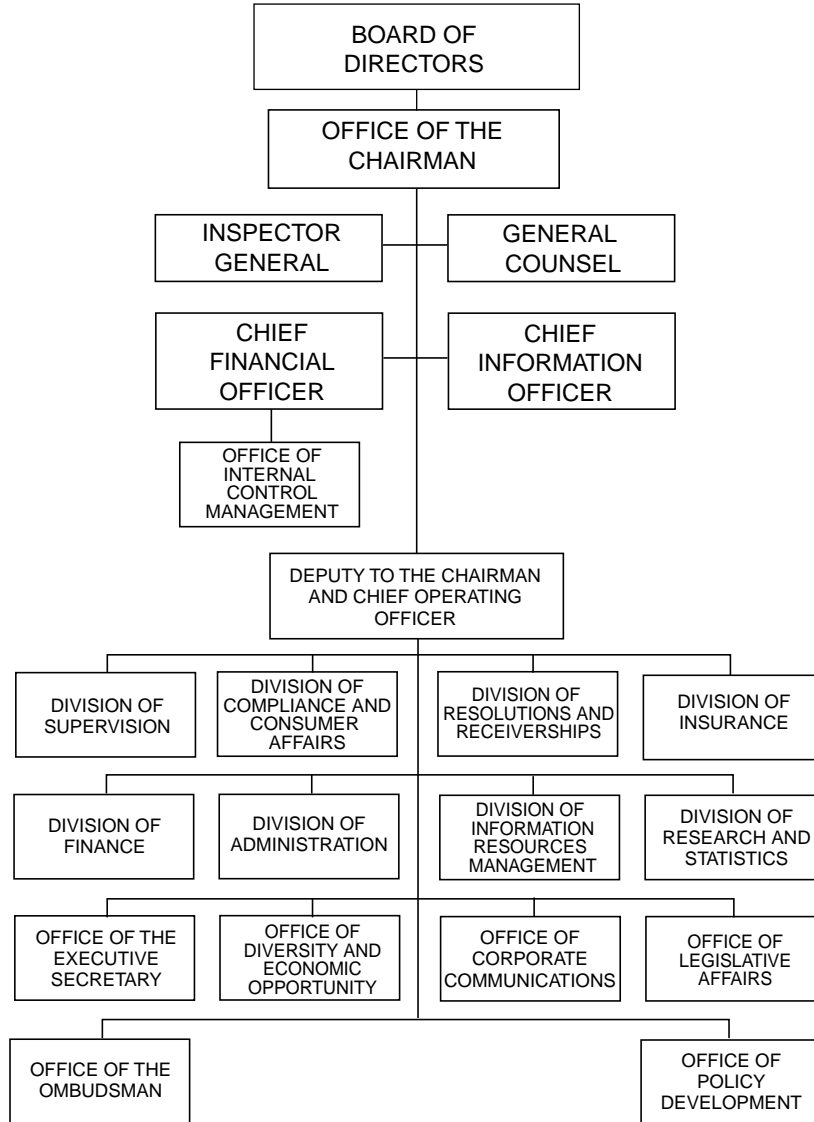 BOARD OF
DIRECTORS
OFFICE OF THE
CHAIRMAN
INSPECTOR
GENERAL
GENERAL
COUNSEL
CHIEF
FINANCIAL
OFFICER
CHIEF
INFORMATION
OFFICER
OFFICE OF
INTERNAL
CONTROL
MANAGEMENT
DEPUTY TO THE CHAIRMAN
AND CHIEF OPERATING
OFFICER
DIVISION OF
SUPERVISION
DIVISION OF
COMPLIANCE AND
CONSUMER
AFFAIRS
DIVISION OF
RESOLUTIONS AND
RECEIVERSHIPS
DIVISION OF
INSURANCE
DIVISION OF
FINANCE
DIVISION OF
ADMINISTRATION
DIVISION OF
INFORMATION
RESOURCES
MANAGEMENT
DIVISION OF
RESEARCH AND
STATISTICS
OFFICE OF THE
EXECUTIVE
SECRETARY
OFFICE OF
DIVERSITY AND
ECONOMIC
OPPORTUNITY
OFFICE OF
CORPORATE
COMMUNICATIONS
OFFICE OF
LEGISLATIVE
AFFAIRS
OFFICE OF THE
OMBUDSMAN
OFFICE OF
POLICY
DEVELOPMENT